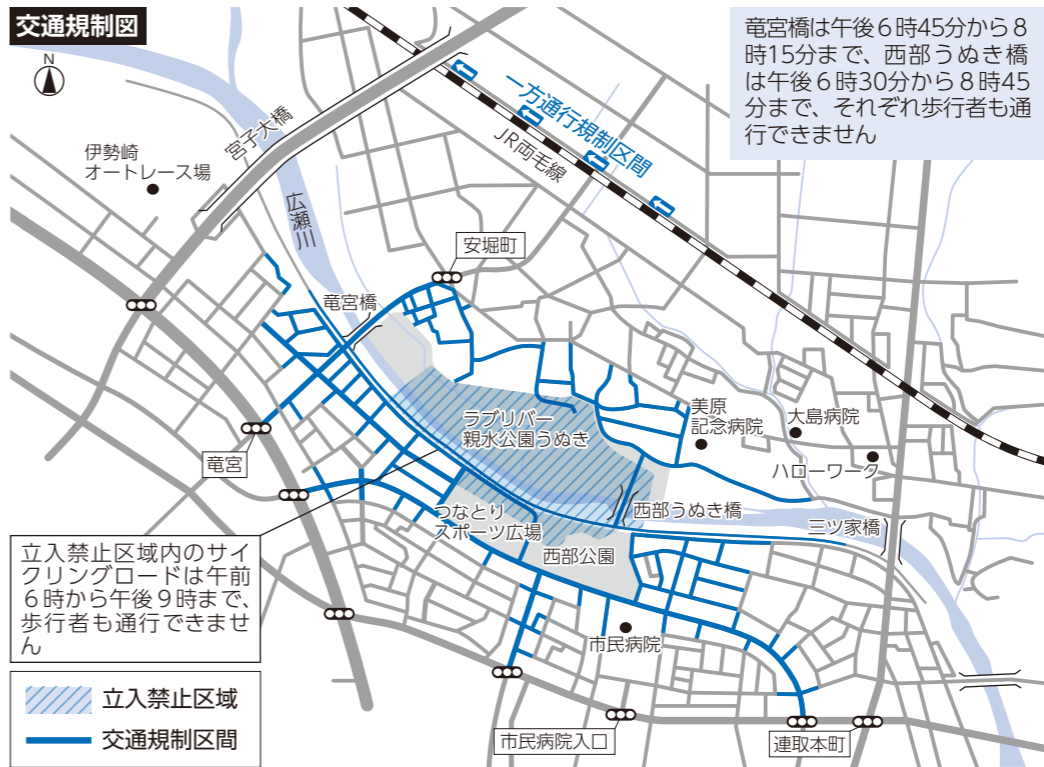 交通規制図
竜宮橋は午後6時45分から8
時15分まで、西部うぬき橋
は午後6時30分から8時45
分まで、それぞれ歩行者も通
行できません
N
伊勢崎
オートレース場
宮子大橋
一方通行規制区間
JR両毛線
広瀬川
安堀町
竜宮橋
ラブリバー
親水公園うぬき
美原
記念病院
大島病院
ハローワーク
竜宮
つなとり
スポーツ広場
西部うぬき橋
三ツ家橋
西部公園
立入禁止区域内のサイ
クリングロードは午前
6時から午後9時まで、
歩行者も通行できませ
ん
市民病院
立入禁止区域
交通規制区間
市民病院入口
連取本町